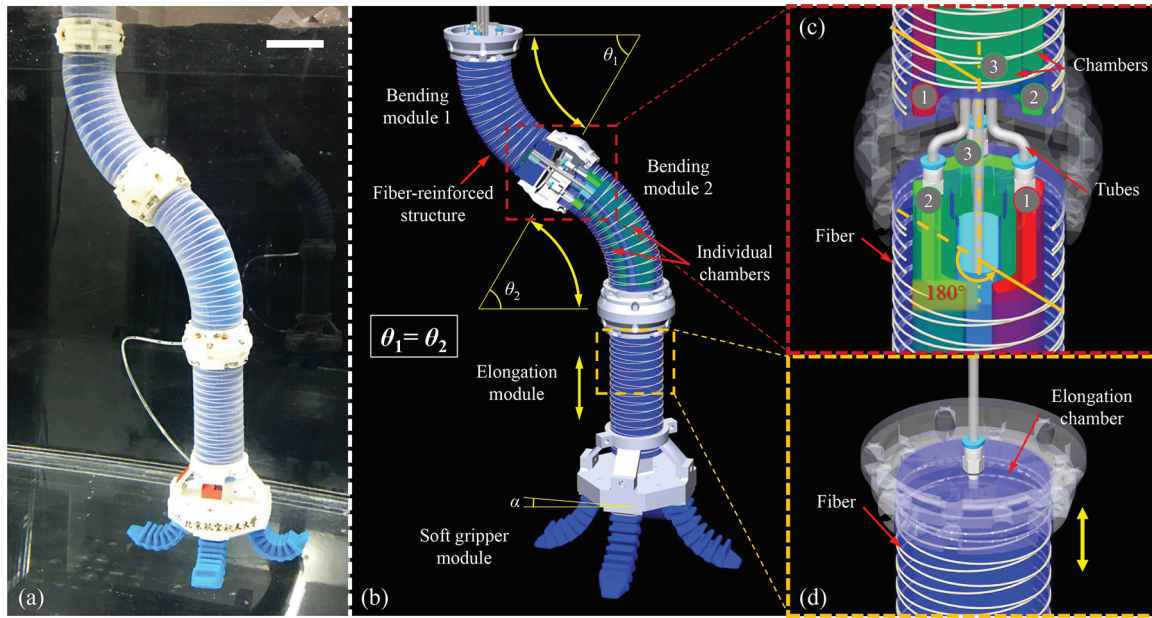 (a)
北京航空航天大学
(b)
θ₁
Bending
module 1
Fiber-reinforced
structure
Bending
module 2
Individual
chambers
θ₂
θ₁= θ₂
Elongation
module
α
Soft gripper
module
(c)
3
Chambers
1
2
3
Tubes
2
1
Fiber
180°
Elongation
chamber
Fiber
(d)